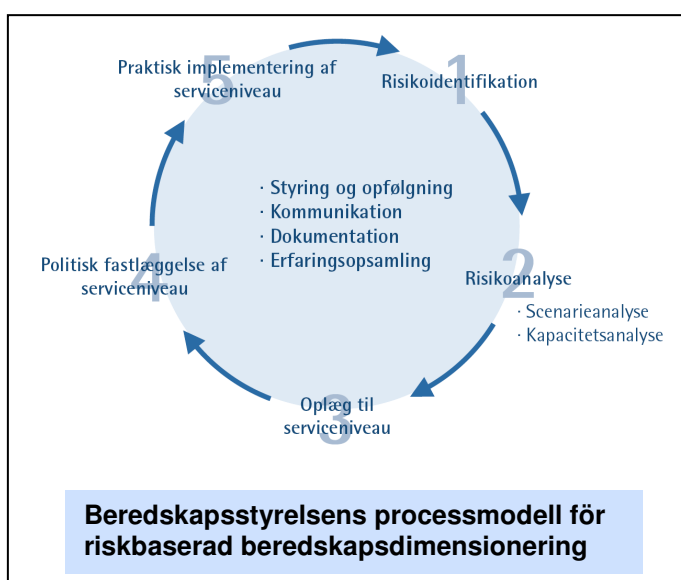 5
Praktisk implementering af
serviceniveau
1
Risikoidentifikation
· Styring og opfølgning
· Kommunikation
· Dokumentation
· Erfaringsopsamling
2
Risikoanalyse
· Scenarieanalyse
· Kapacitetsanalyse
3
Oplæg til
serviceniveau
4
Politisk fastlæggelse af
serviceniveau
Beredskapsstyrelsens processmodell för
riskbaserad beredskapsdimensionering